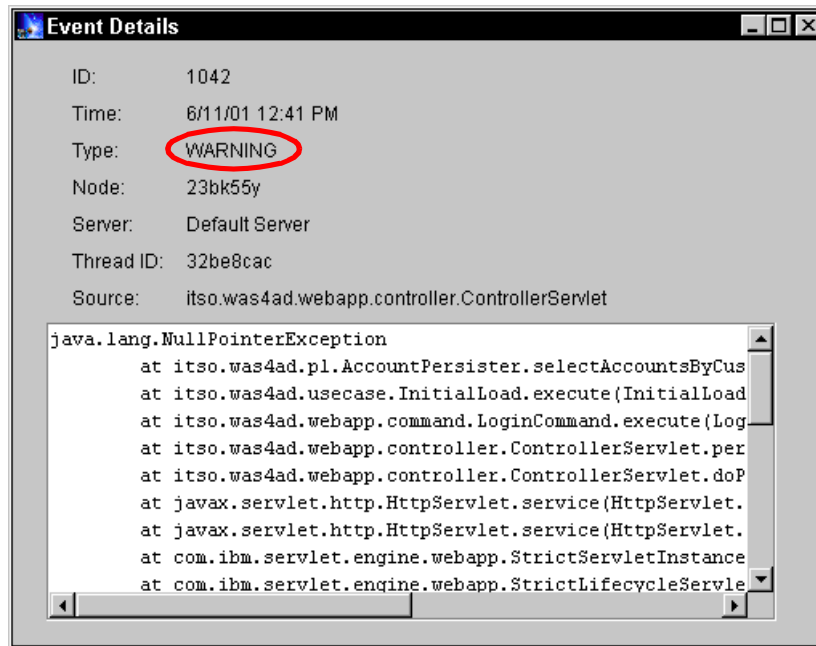 Event Details
ID: 1042
Time: 6/11/01 12:41 PM
Type: WARNING
Node: 23bk55y
Server: Default Server
Thread ID: 32be8cac
Source: itso.was4ad.webapp.controller.ControllerServlet
java.lang.NullPointerException
at itso.was4ad.pl.AccountPersister.selectAccountsByCus
at itso.was4ad.usecase.InitialLoad.execute(InitialLoad
at itso.was4ad.webapp.command.LoginCommand.execute(Log
at itso.was4ad.webapp.controller.ControllerServlet.per
at itso.was4ad.webapp.controller.ControllerServlet.doP
at javax.servlet.http.HttpServlet.service(HttpServlet.
at javax.servlet.http.HttpServlet.service(HttpServlet.
at com.ibm.servlet.engine.webapp.StrictServletInstance
at com.ibm.servlet.engine.webapp.StrictLifecycleServle